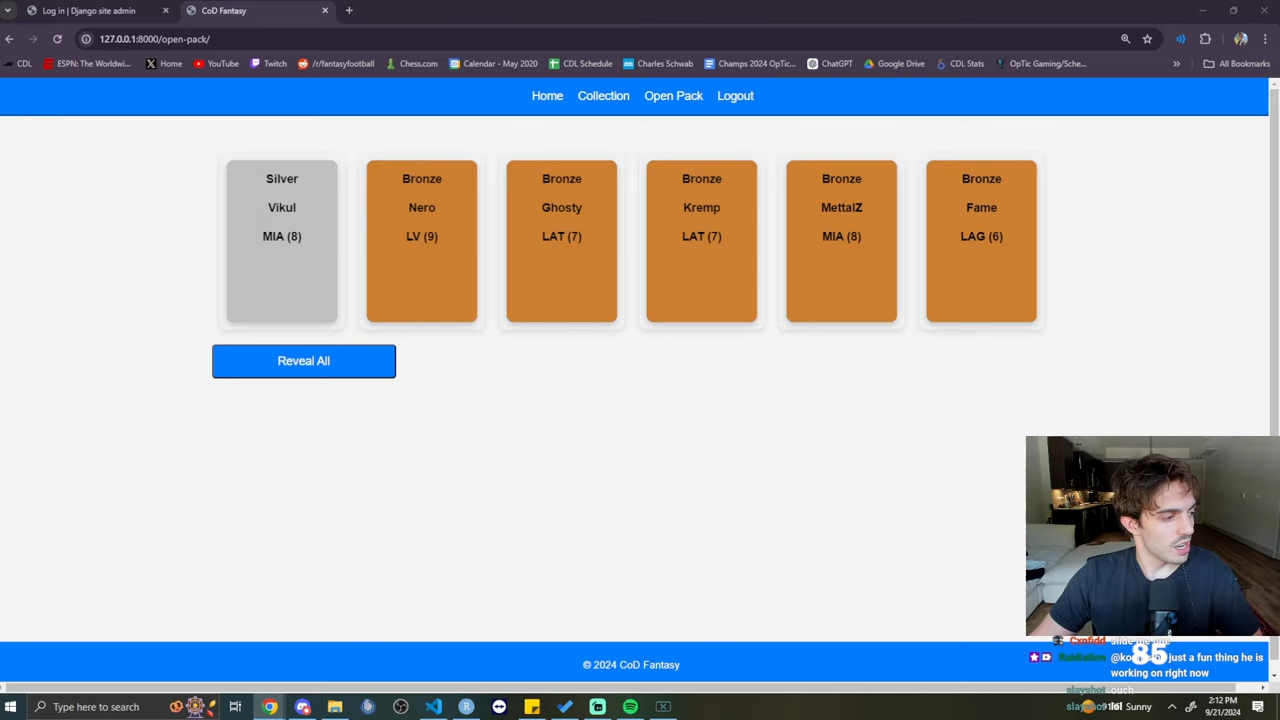 Log in | Django site admin
CoD Fantasy
127.0.0.1:8000/open-pack/
CDL
ESPN: The Worldwi...
Home
YouTube
Twitch
/r/fantasyfootball
Chess.com
Calendar - May 2020
CDL Schedule
Charles Schwab
Champs 2024 OpTic...
ChatGPT
Google Drive
CDL Stats
OpTic Gaming/Sche...
All Bookmarks
Home
Collection
Open Pack
Logout
Silver
Vikul
MIA (8)
Bronze
Nero
LV (9)
Bronze
Ghosty
LAT (7)
Bronze
Kremp
LAT (7)
Bronze
MettalZ
MIA (8)
Bronze
Fame
LAG (6)
Reveal All
© 2024 CoD Fantasy
85
just a fun thing he is
working on right now
slayshot ouch
slayshot
Type here to search
Sunny
2:12 PM
9/21/2024